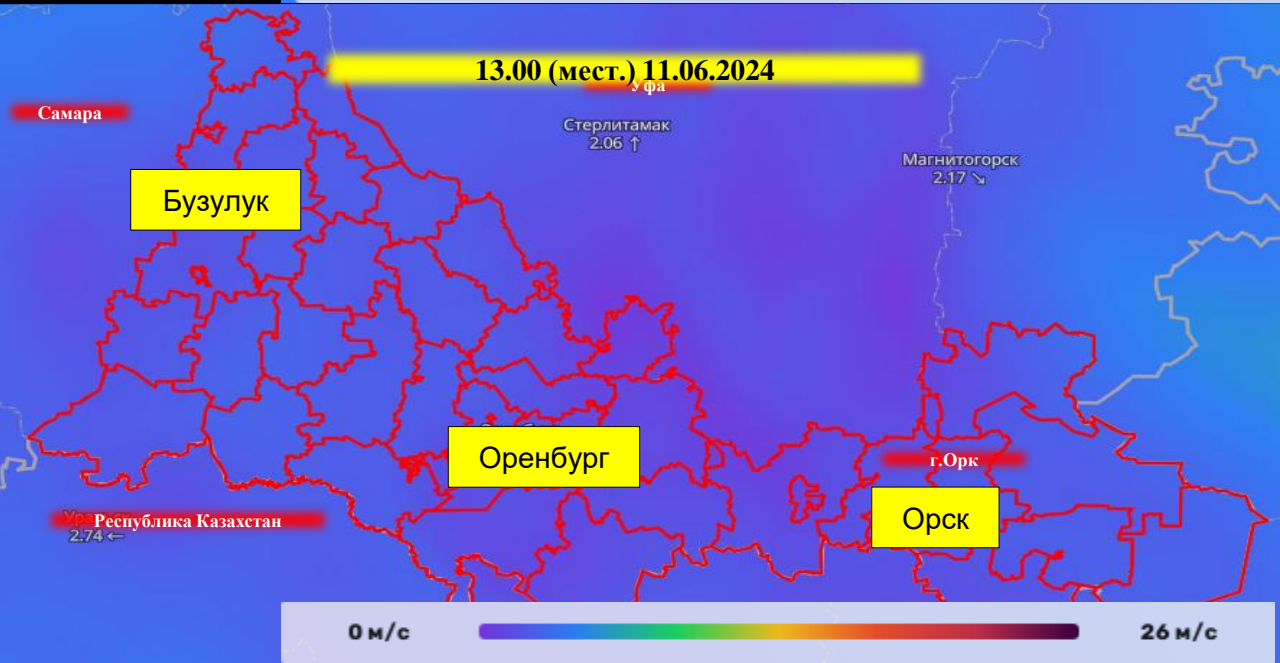 13.00 (мест.) 11.06.2024
Уфа
Самара
Стерлитамак
2.06 ↑
Магнитогорск
2.17 ↘
Бузулук
Оренбург
г.Орк
Орск
Республика Казахстан
2.74 ←
0 м/с
26 м/с